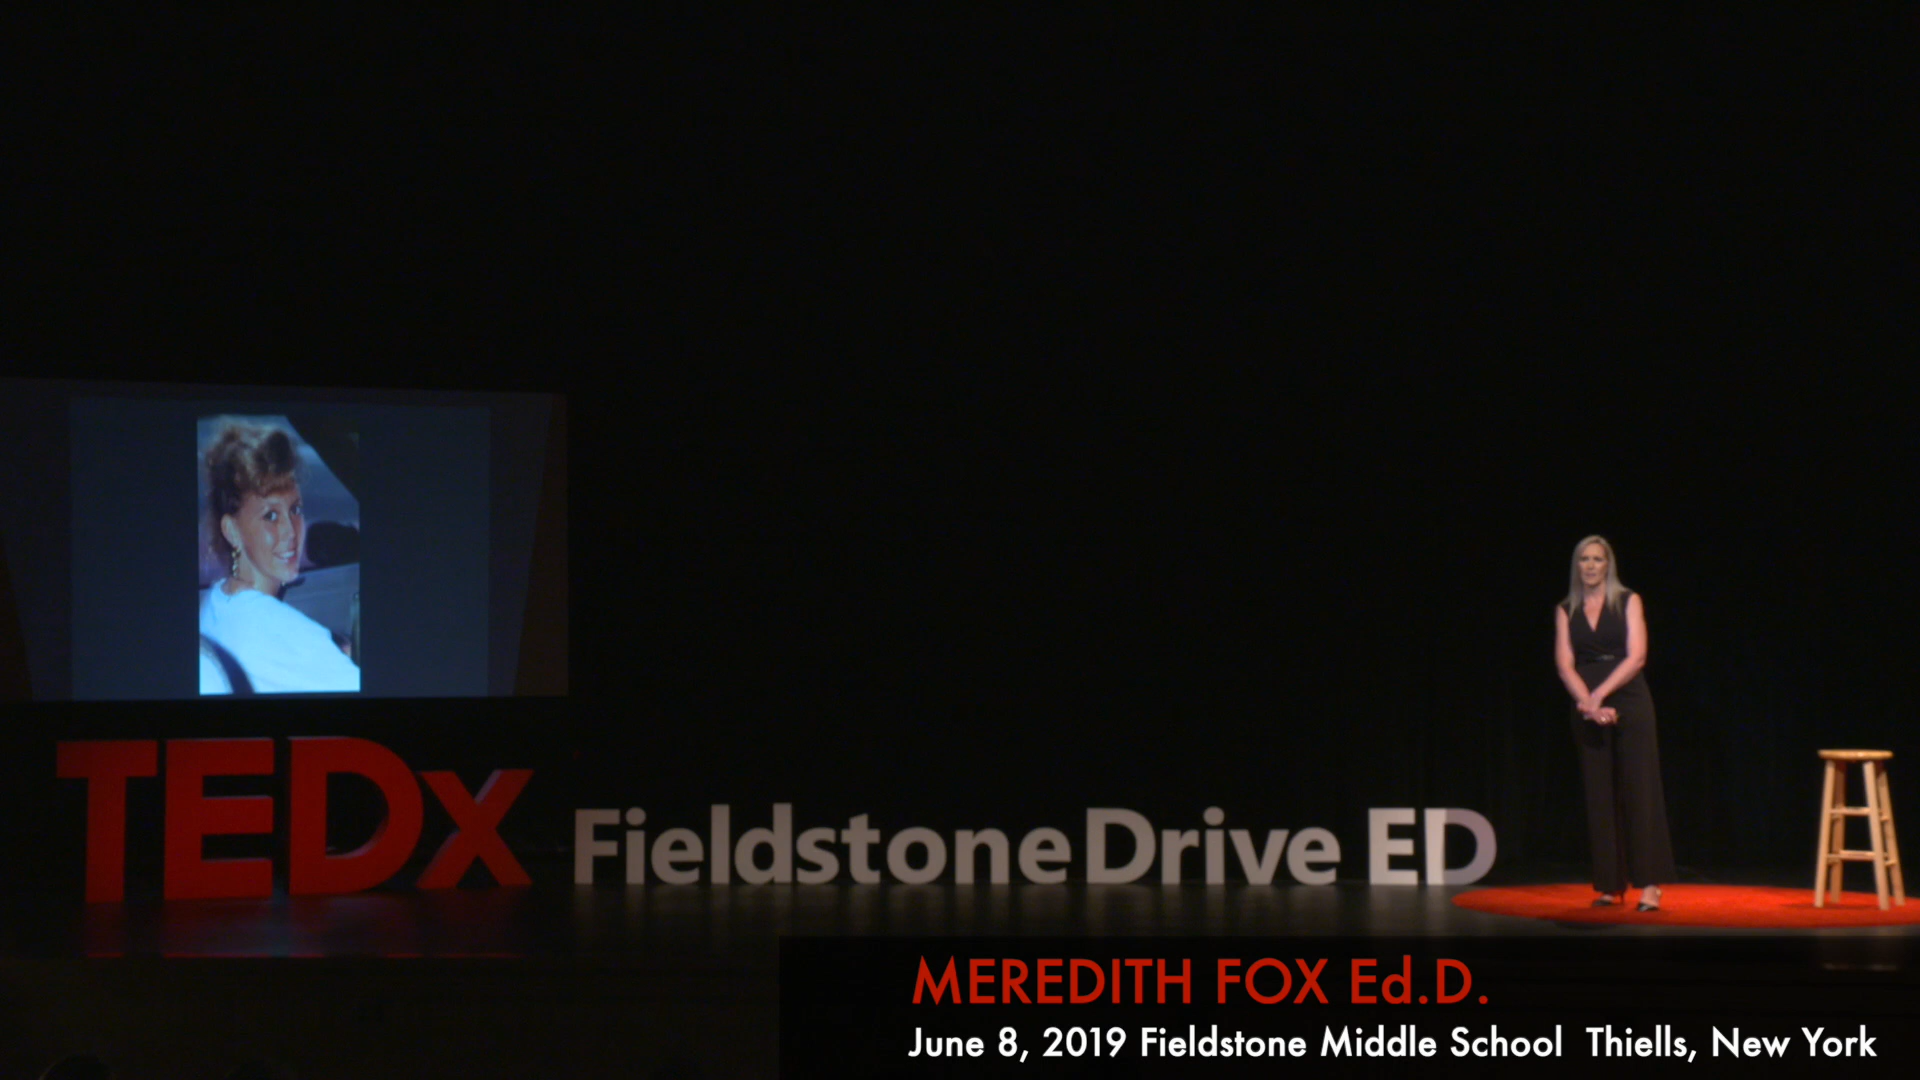 TEDx FieldstoneDrive ED
MEREDITH FOX Ed.D.
June 8, 2019 Fieldstone Middle School Thiells, New York